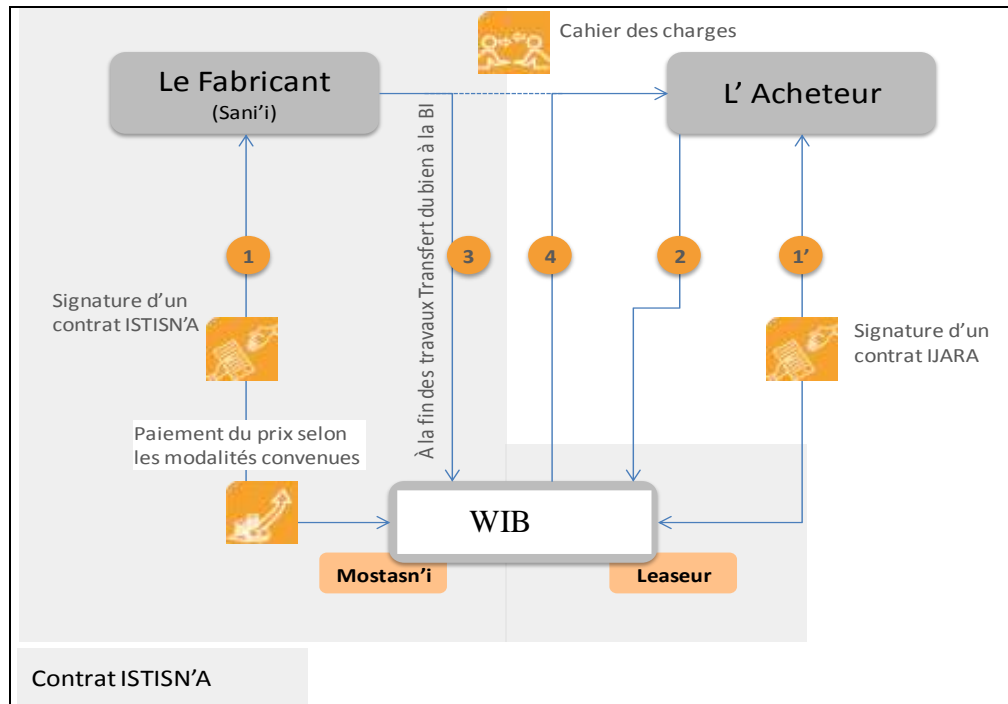 Cahier des charges
Le Fabricant
(Sani’i)
L’ Acheteur
À la fin des travaux Transfert du bien à la BI
1
3
4
2
1’
Signature d’un
contrat ISTISN’A
Signature d’un
contrat IJARA
Paiement du prix selon
les modalités convenues
WIB
Mostasn’i
Leaseur
Contrat ISTISN’A